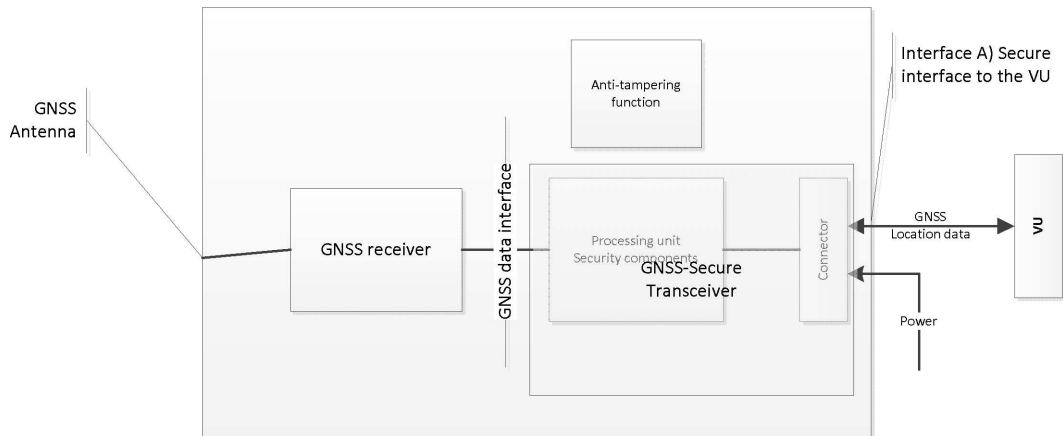 GNSS
Antenna
GNSS receiver
GNSS data interface
Anti-tampering
function
Processing unit
Security components
GNSS-Secure
Transceiver
Connector
Interface A) Secure
interface to the VU
GNSS
Location data
Power
VU